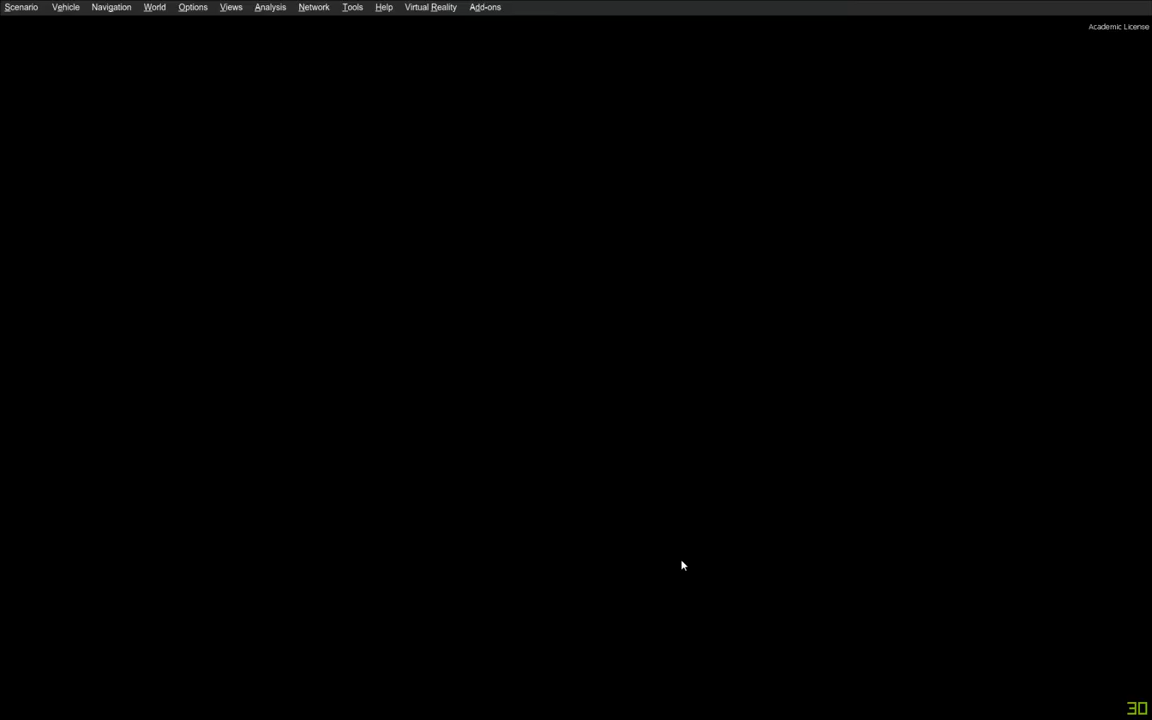 Scenario Vehicle Navigation World Options Views Analysis Network Tools Help Virtual Reality Add-ons
Academic License
30